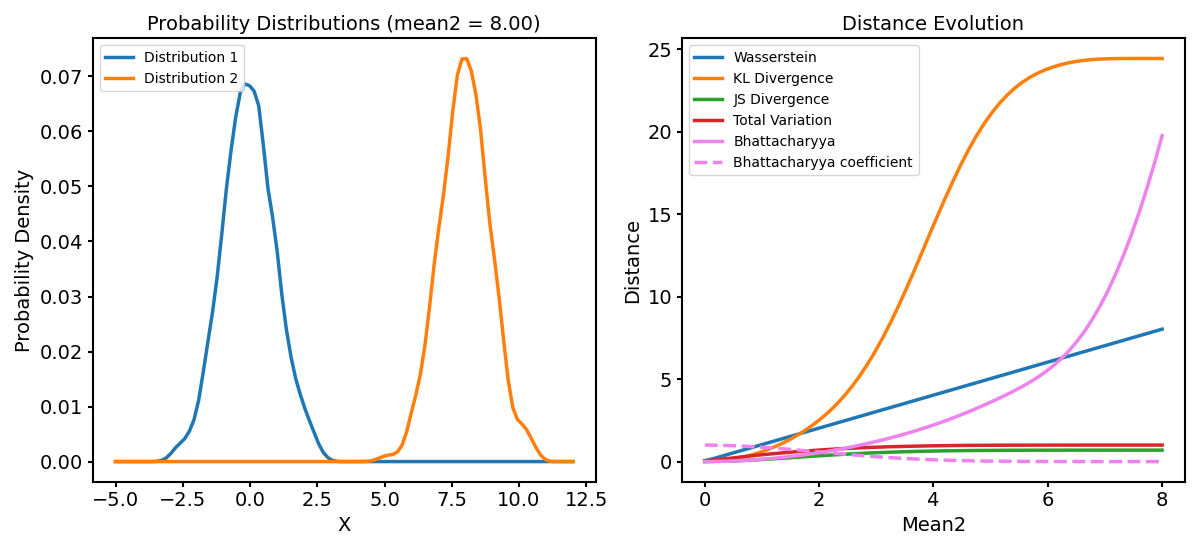 Probability Distributions (mean2 = 8.00)
Distribution 1
Distribution 2
0.07
0.06
0.05
0.04
0.03
0.02
0.01
0.00
Probability Density
−5.0 −2.5 0.0 2.5 5.0 7.5 10.0 12.5
X
Distance Evolution
Wasserstein
KL Divergence
JS Divergence
Total Variation
Bhattacharyya
Bhattacharyya coefficient
25
20
15
10
5
0
Distance
0 2 4 6 8
Mean2